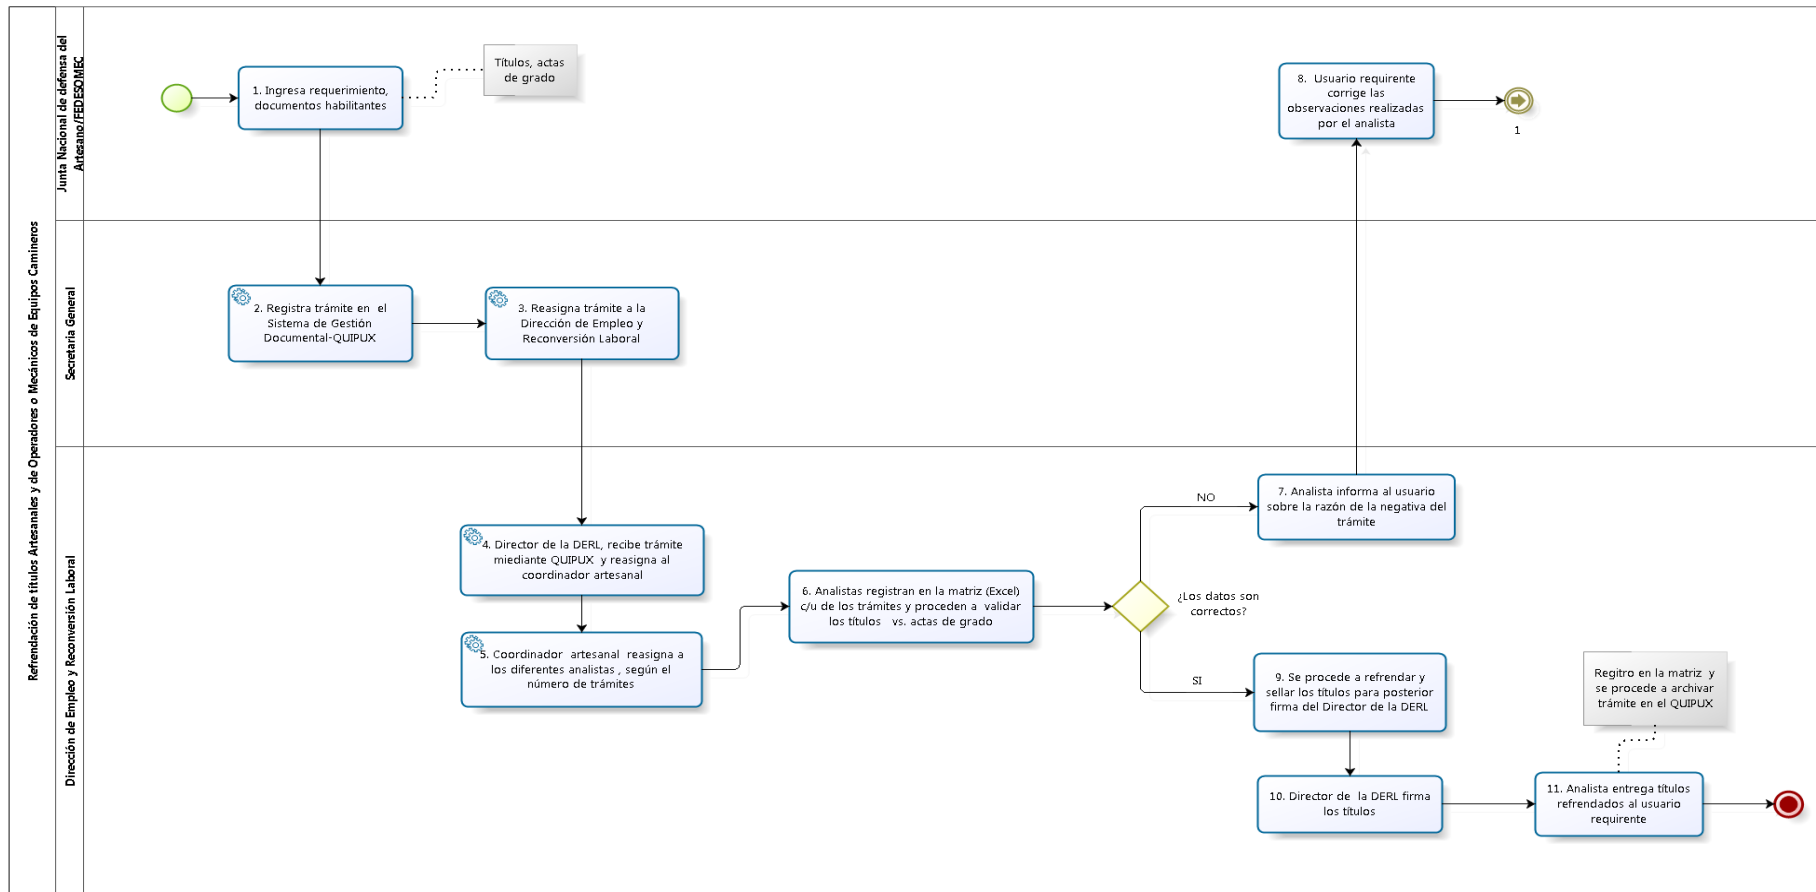 Refrendación de títulos Artesanales y de Operadores o Mecánicos de Equipos Camineros
Junta Nacional de defensa del
Artesano/FEDESOMEC
1. Ingresa requerimiento,
documentos habilitantes
Títulos, actas
de grado
8. Usuario requirente
corrige las
observaciones realizadas
por el analista
1
Secretaria General
2. Registra trámite en el
Sistema de Gestión
Documental-QUIPUX
3. Reasigna trámite a la
Dirección de Empleo y
Reconversión Laboral
Dirección de Empleo y Reconversión Laboral
4. Director de la DERL, recibe trámite
miediante QUIPUX y reasigna al
coordinador artesanal
5. Coordinador artesanal reasigna a
los diferentes analistas , según el
número de trámites
6. Analistas registran en la matriz (Excel)
c/u de los trámites y proceden a validar
los títulos vs. actas de grado
¿Los datos son
correctos?
NO
7. Analista informa al usuario
sobre la razón de la negativa del
trámite
SI
9. Se procede a refrendar y
sellar los títulos para posterior
firma del Director de la DERL
10. Director de la DERL firma
los títulos
Regitro en la matriz y
se procede a archivar
trámite en el QUIPUX
11. Analista entrega títulos
refrendados al usuario
requirente